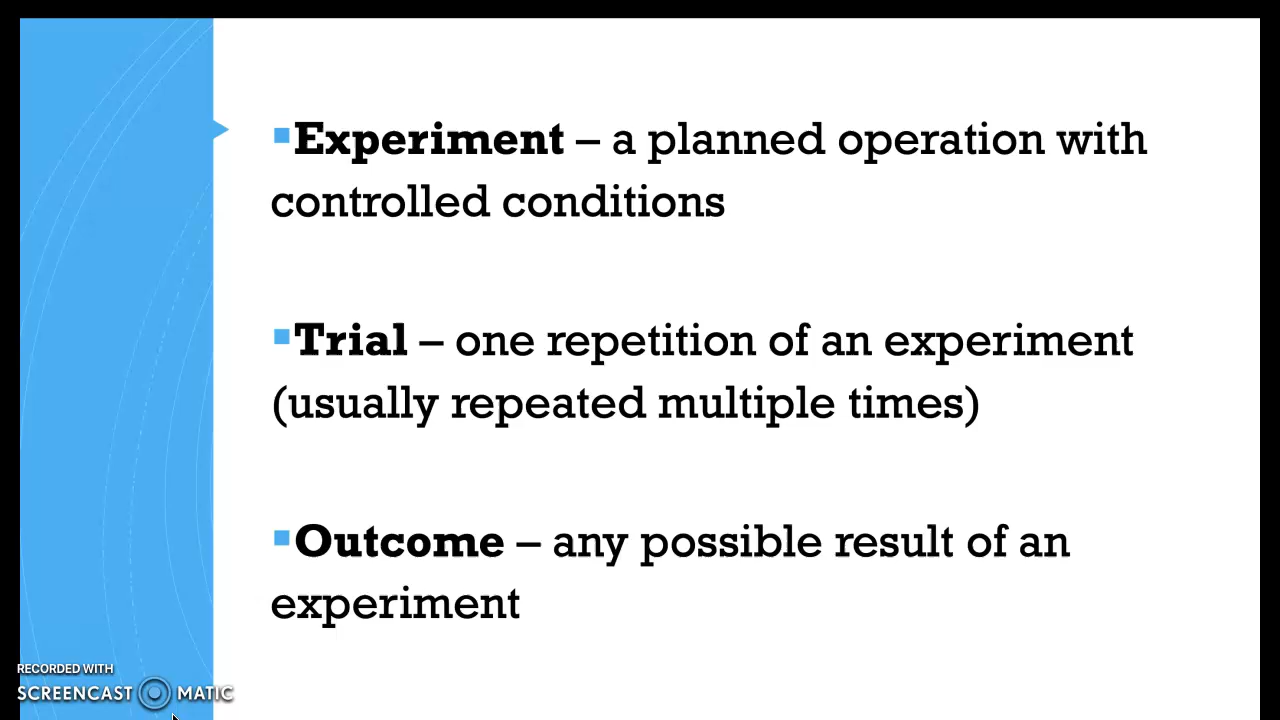 ▪Experiment – a planned operation with
controlled conditions
▪Trial – one repetition of an experiment
(usually repeated multiple times)
▪Outcome – any possible result of an
experiment
RECORDED WITH
SCREENCAST MATIC